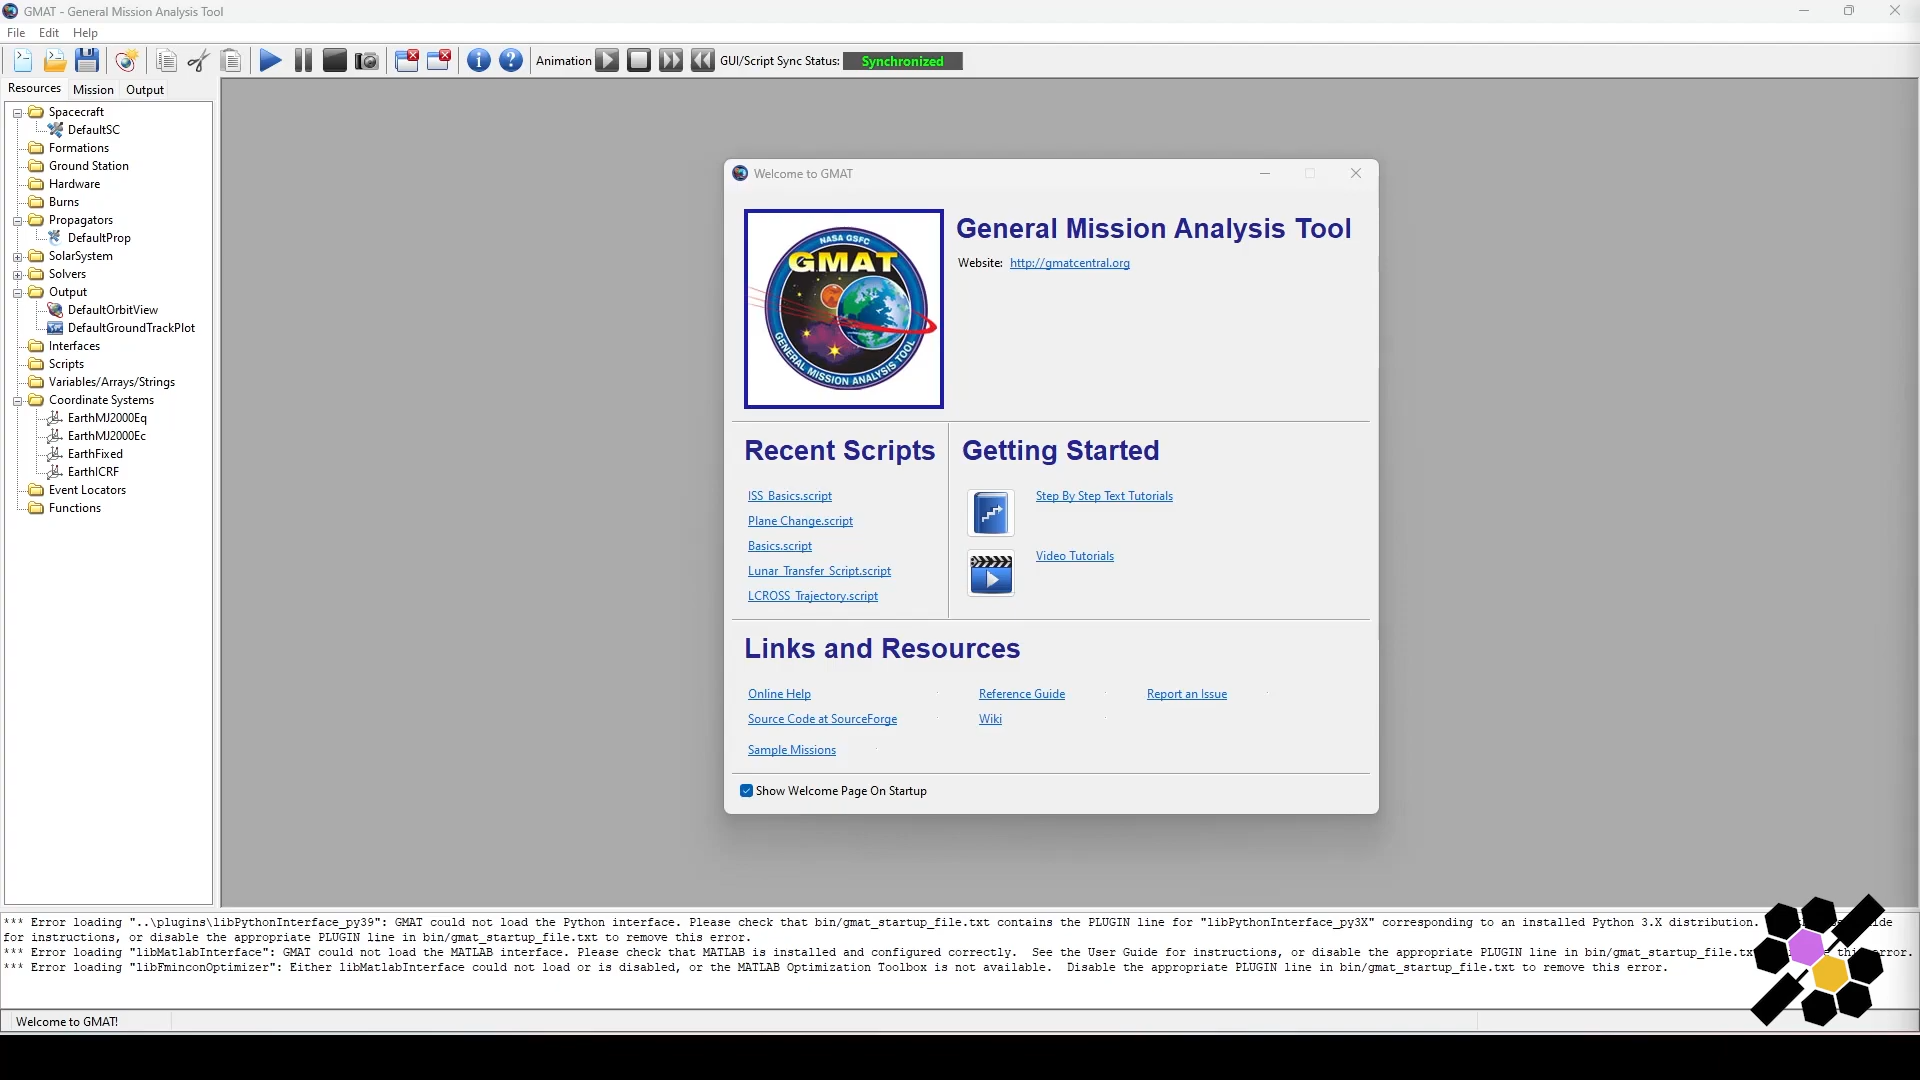 GMAT - General Mission Analysis Tool
File Edit Help
Animation GUI/Script Sync Status: Synchronized
Resources Mission Output
Spacecraft
DefaultSC
Formations
Ground Station
Hardware
Burns
Propagators
DefaultProp
SolarSystem
Solvers
Output
DefaultOrbitView
DefaultGroundTrackPlot
Interfaces
Scripts
Variables/Arrays/Strings
Coordinate Systems
EarthMJ2000Eq
EarthMJ2000Ec
EarthFixed
EarthICRF
Event Locators
Functions
Welcome to GMAT
NASA GSFC
GMAT
GENERAL MISSION ANALYSIS TOOL
General Mission Analysis Tool
Website: http://gmatcentral.org
Recent Scripts
ISS_Basics.script
Plane Change.script
Basics.script
Lunar_Transfer_Script.script
LCROSS_Trajectory.script
Getting Started
Step By Step Text Tutorials
Video Tutorials
Links and Resources
Online Help Reference Guide Report an Issue
Source Code at SourceForge Wiki
Sample Missions
Show Welcome Page On Startup
*** Error loading "..\plugins\libPythonInterface_py39": GMAT could not load the Python interface. Please check that bin/gmat_startup_file.txt contains the PLUGIN line for "libPythonInterface_py3X" corresponding to an installed Python 3.X distribution.
for instructions, or disable the appropriate PLUGIN line in bin/gmat_startup_file.txt to remove this error.
*** Error loading "libMatlabInterface": GMAT could not load the MATLAB interface. Please check that MATLAB is installed and configured correctly. See the User Guide for instructions, or disable the appropriate PLUGIN line in bin/gmat_startup_file.tx error.
*** Error loading "libFminconOptimizer": Either libMatlabInterface could not load or is disabled, or the MATLAB Optimization Toolbox is not available. Disable the appropriate PLUGIN line in bin/gmat_startup_file.txt to remove this error.
Welcome to GMAT!